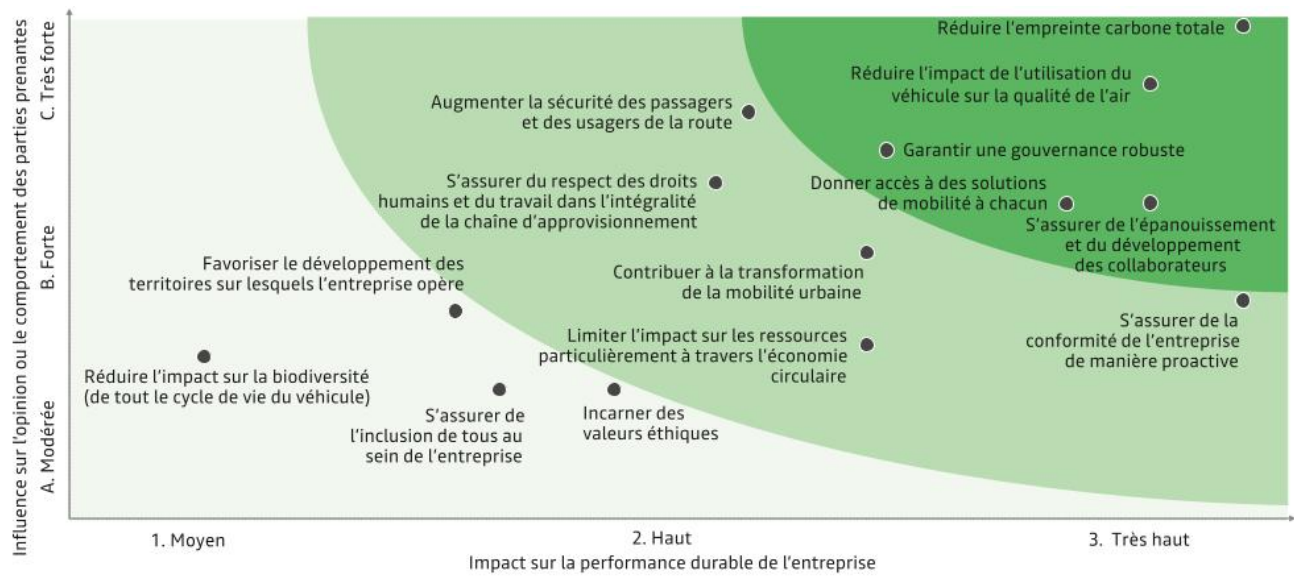 Influence sur l'opinion ou le comportement des parties prenantes
C. Très forte
B. Forte
A. Modérée
Réduire l'empreinte carbone totale
Réduire l'impact de l'utilisation du
véhicule sur la qualité de l'air
Augmenter la sécurité des passagers
et des usagers de la route
Garantir une gouvernance robuste
S'assurer du respect des droits
humains et du travail dans l'intégralité
de la chaîne d'approvisionnement
Donner accès à des solutions
de mobilité à chacun
S'assurer de l'épanouissement
et du développement
des collaborateurs
Favoriser le développement des
territoires sur lesquels l'entreprise opère
Contribuer à la transformation
de la mobilité urbaine
S'assurer de la
conformité de l'entreprise
de manière proactive
Limiter l'impact sur les ressources
particulièrement à travers l'économie
circulaire
Réduire l'impact sur la biodiversité
(de tout le cycle de vie du véhicule)
S'assurer de
l'inclusion de tous au
sein de l'entreprise
Incarner des
valeurs éthiques
1. Moyen
2. Haut
3. Très haut
Impact sur la performance durable de l'entreprise